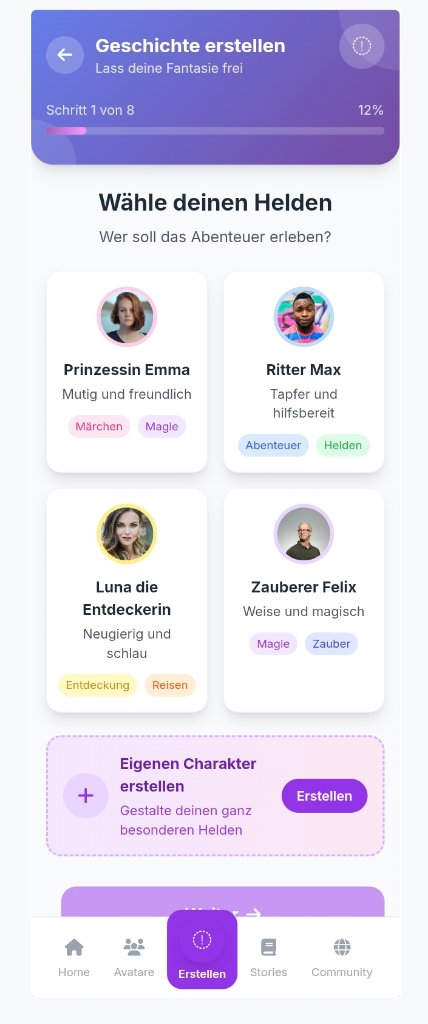 Geschichte erstellen
Lass deine Fantasie frei
Schritt 1 von 8
12%
Wähle deinen Helden
Wer soll das Abenteuer erleben?
Prinzessin Emma
Mutig und freundlich
Märchen
Magie
Ritter Max
Tapfer und
hilfsbereit
Abenteuer
Helden
Luna die
Entdeckerin
Neugierig und
schlau
Entdeckung
Reisen
Zauberer Felix
Weise und magisch
Magie
Zauber
Eigenen Charakter
erstellen
Gestalte deinen ganz
besonderen Helden
Erstellen
Home
Avatare
Erstellen
Stories
Community